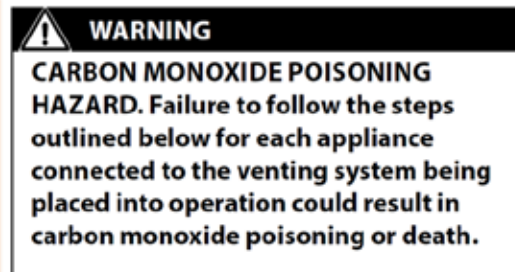 WARNING
CARBON MONOXIDE POISONING
HAZARD. Failure to follow the steps
outlined below for each appliance
connected to the venting system being
placed into operation could result in
carbon monoxide poisoning or death.